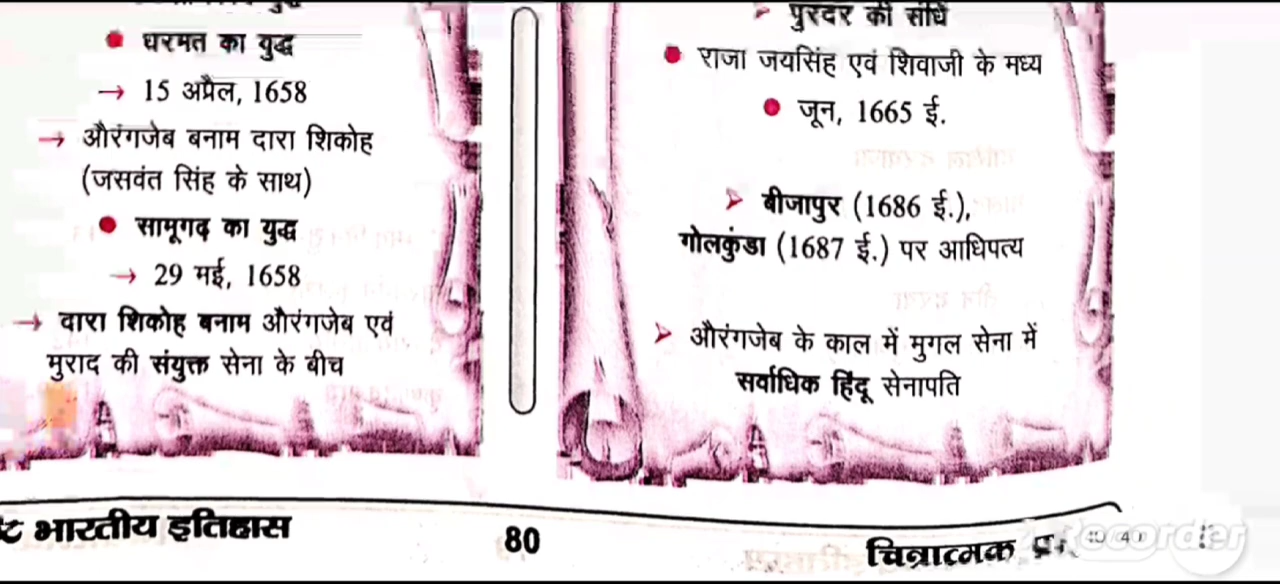 धरमत का युद्ध
→ 15 अप्रैल, 1658
→ औरंगजेब बनाम दारा शिकोह
(जसवंत सिंह के साथ)
सामूगढ़ का युद्ध
→ 29 मई, 1658
→ दारा शिकोह बनाम औरंगजेब एवं
मुराद की संयुक्त सेना के बीच
पुरंदर की संधि
राजा जयसिंह एवं शिवाजी के मध्य
जून, 1665 ई.
बीजापुर (1686 ई.),
गोलकुंडा (1687 ई.) पर आधिपत्य
औरंगजेब के काल में मुगल सेना में
सर्वाधिक हिंदू सेनापति
भारतीय इतिहास
80
चित्रात्मक
Recorder